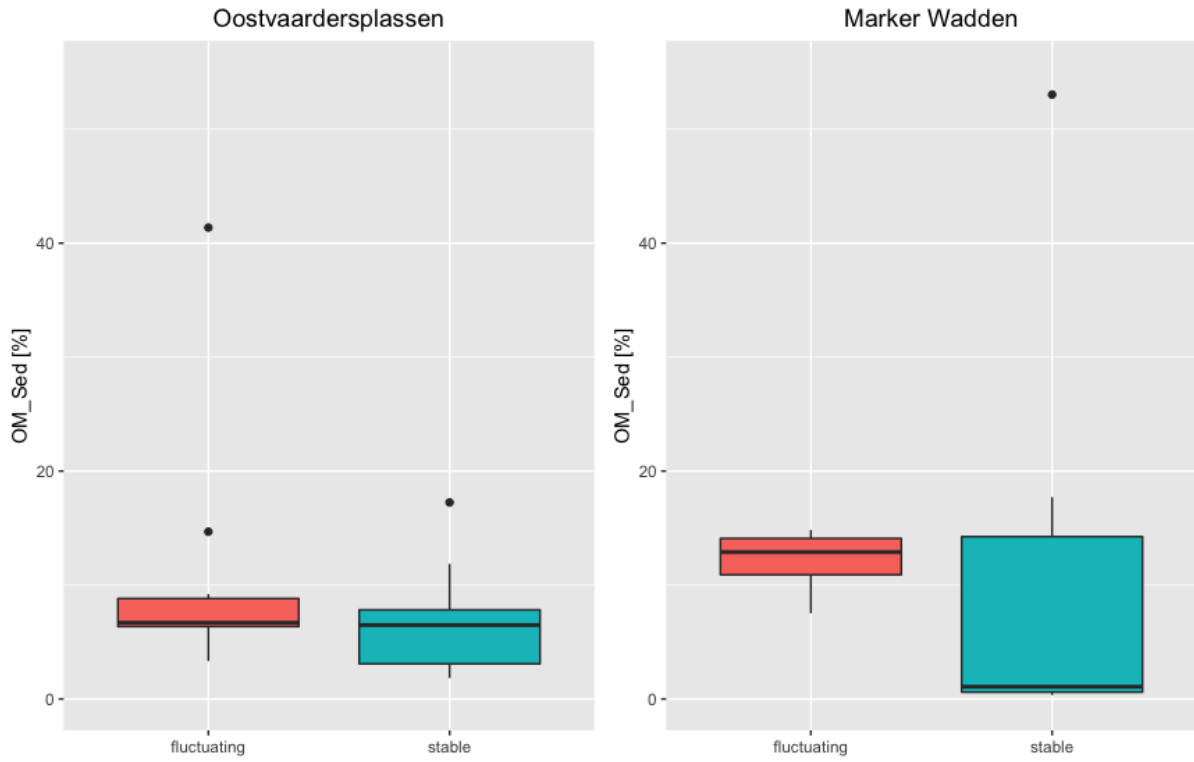 Oostvaardersplassen
OM_Sed [%]
40
20
0
fluctuating
stable
Marker Wadden
OM_Sed [%]
40
20
0
fluctuating
stable